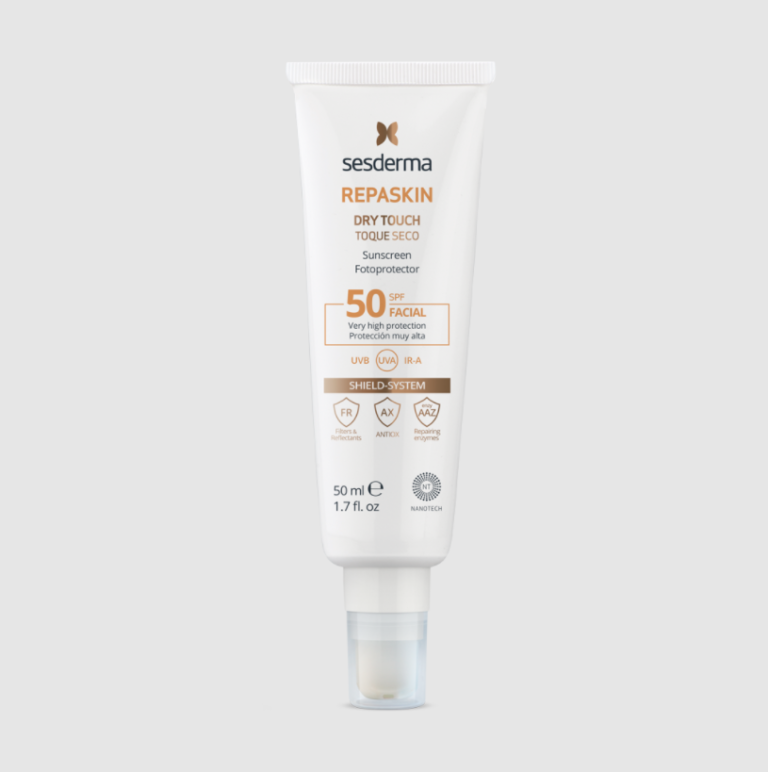 sesderma
REPASKIN
DRY TOUCH
TOQUE SECO
Sunscreen
Fotoprotector
50 SPF
FACIAL
Very high protection
Protección muy alta
UVB UVA IR-A
SHIELD-SYSTEM
FR AX AAZ
Filters &
Reflectants
ANTIOX
Repairing
enzymes
50 ml e
1.7 fl. oz
NT
NANOTECH